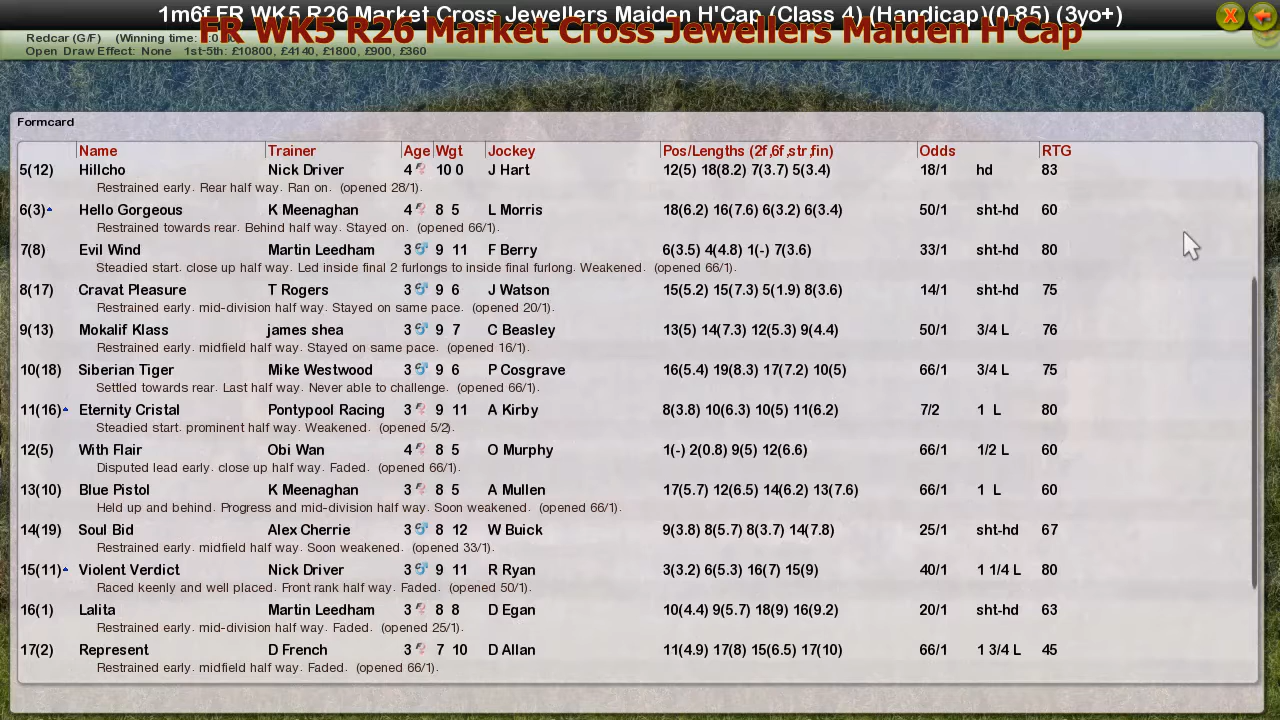 1m6f FR WK5 R26 Market Cross Jewellers Maiden H'Cap (Class 4) (Handicap)(0-85) (3yo+)
FR WK5 R26 Market Cross Jewellers Maiden H'Cap
Redcar (G/F) (Winning time:
Open Draw Effect: None 1st-5th: £10800, £4140, £1800, £900, £360
Formcard
Name Trainer Age Wgt Jockey Pos/Lengths (2f,6f,str,fin) Odds RTG
5(12) Hillcho Nick Driver 4 10 0 J Hart 12(5) 18(8.2) 7(3.7) 5(3.4) 18/1 hd 83
Restrained early. Rear half way. Ran on. (opened 28/1).
6(3) Hello Gorgeous K Meenaghan 4 8 5 L Morris 18(6.2) 16(7.6) 6(3.2) 6(3.4) 50/1 sht-hd 60
Restrained towards rear. Behind half way. Stayed on. (opened 66/1).
7(8) Evil Wind Martin Leedham 3 9 11 F Berry 6(3.5) 4(4.8) 1(-) 7(3.6) 33/1 sht-hd 80
Steadied start. close up half way. Led inside final 2 furlongs to inside final furlong. Weakened. (opened 66/1).
8(17) Cravat Pleasure T Rogers 3 9 6 J Watson 15(5.2) 15(7.3) 5(1.9) 8(3.6) 14/1 sht-hd 75
Restrained early. mid-division half way. Stayed on same pace. (opened 20/1).
9(13) Mokalif Klass james shea 3 9 7 C Beasley 13(5) 14(7.3) 12(5.3) 9(4.4) 50/1 3/4 L 76
Restrained early. midfield half way. Stayed on same pace. (opened 16/1).
10(18) Siberian Tiger Mike Westwood 3 9 6 P Cosgrave 16(5.4) 19(8.3) 17(7.2) 10(5) 66/1 3/4 L 75
Settled towards rear. Last half way. Never able to challenge. (opened 66/1).
11(16) Eternity Cristal Pontypool Racing 3 9 11 A Kirby 8(3.8) 10(6.3) 10(5) 11(6.2) 7/2 1 L 80
Steadied start. prominent half way. Weakened. (opened 5/2).
12(5) With Flair Obi Wan 4 8 5 O Murphy 1(-) 2(0.8) 9(5) 12(6.6) 66/1 1/2 L 60
Disputed lead early. close up half way. Faded. (opened 66/1).
13(10) Blue Pistol K Meenaghan 3 8 5 A Mullen 17(5.7) 12(6.5) 14(6.2) 13(7.6) 66/1 1 L 60
Held up and behind. Progress and mid-division half way. Soon weakened. (opened 66/1).
14(19) Soul Bid Alex Cherrie 3 8 12 W Buick 9(3.8) 8(5.7) 8(3.7) 14(7.8) 25/1 sht-hd 67
Restrained early. midfield half way. Soon weakened. (opened 33/1).
15(11) Violent Verdict Nick Driver 3 9 11 R Ryan 3(3.2) 6(5.3) 16(7) 15(9) 40/1 1 1/4 L 80
Raced keenly and well placed. Front rank half way. Faded. (opened 50/1).
16(1) Lalita Martin Leedham 3 8 8 D Egan 10(4.4) 9(5.7) 18(9) 16(9.2) 20/1 sht-hd 63
Restrained early. mid-division half way. Faded. (opened 25/1).
17(2) Represent D French 3 7 10 D Allan 11(4.9) 17(8) 15(6.5) 17(10) 66/1 1 3/4 L 45
Restrained early. midfield half way. Faded. (opened 66/1).